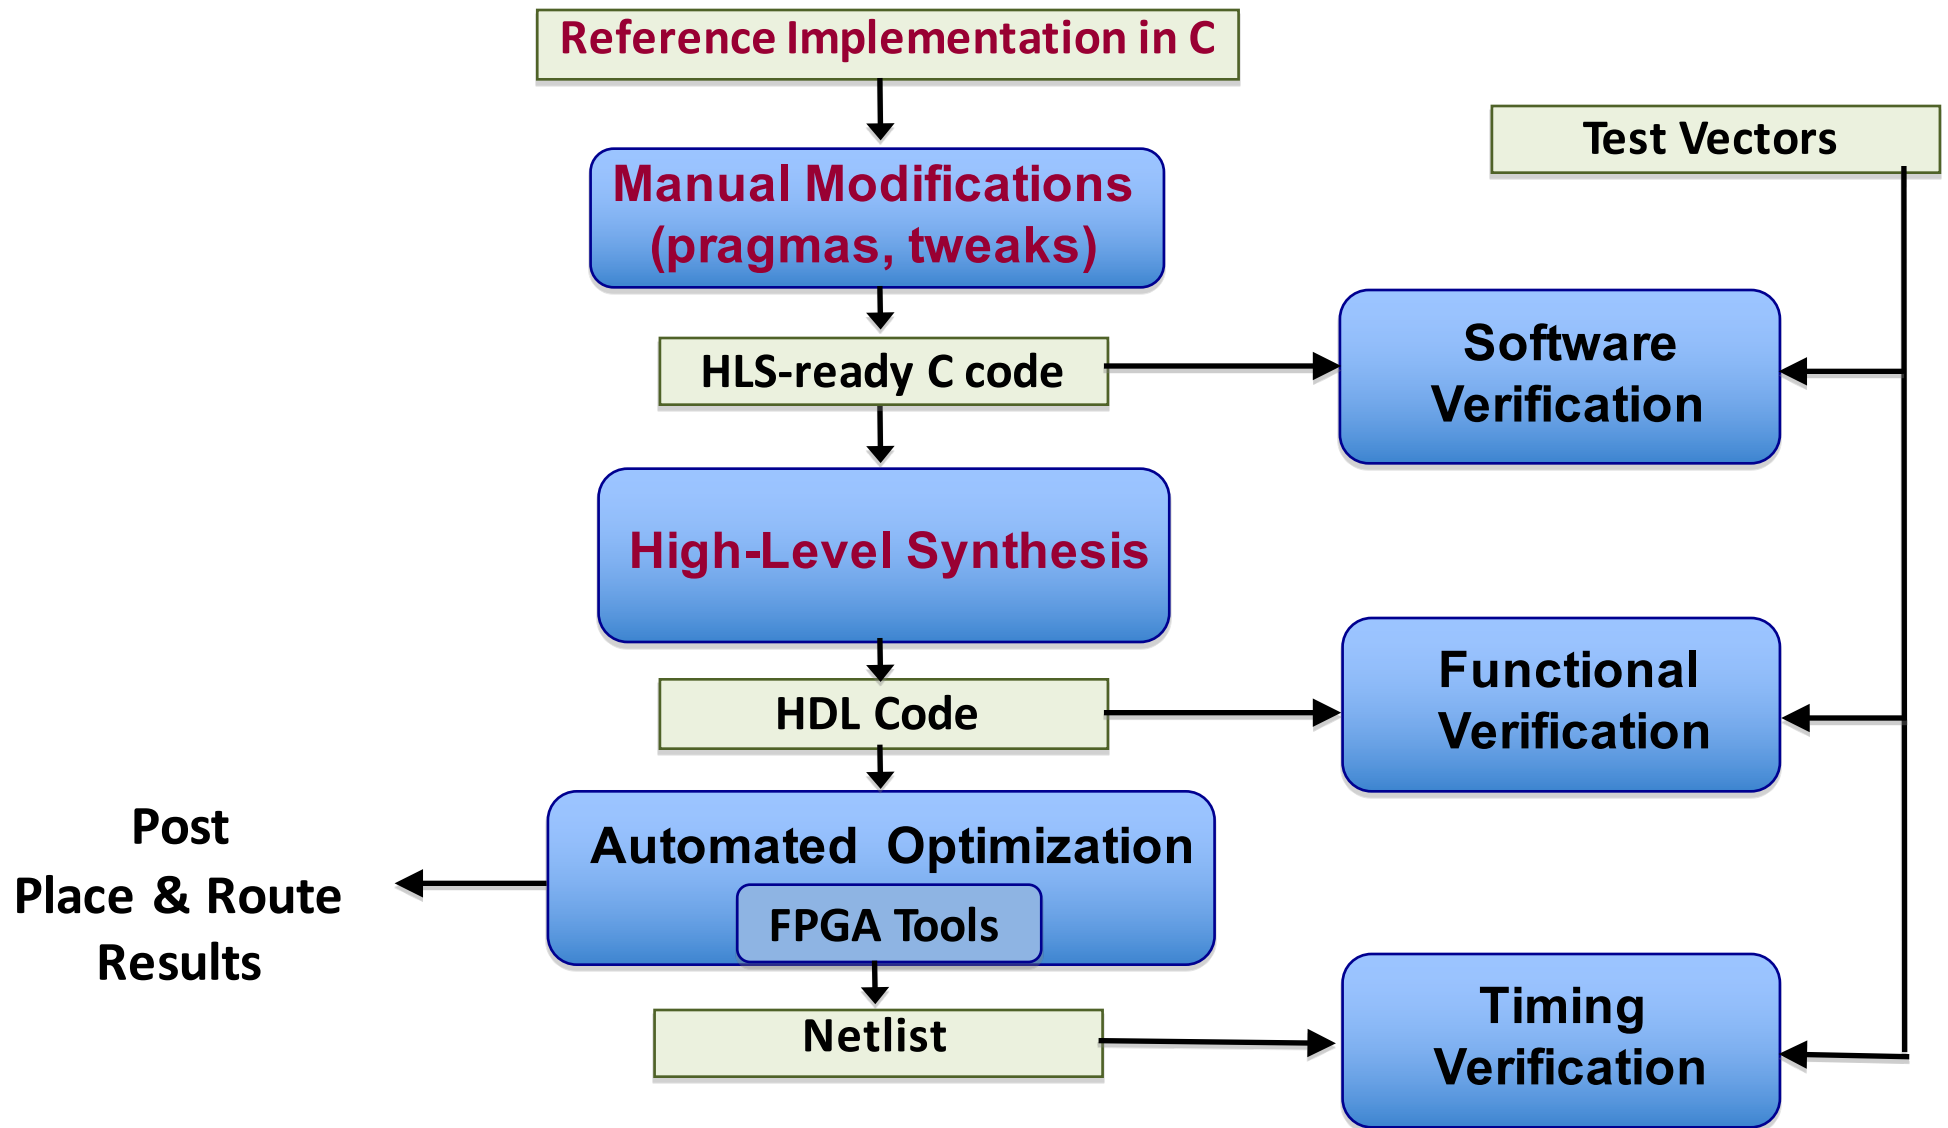 Reference Implementation in C
Test Vectors
Manual Modifications
(pragmas, tweaks)
HLS-ready C code
Software
Verification
High-Level Synthesis
HDL Code
Functional
Verification
Post
Place & Route
Results
Automated Optimization
FPGA Tools
Netlist
Timing
Verification